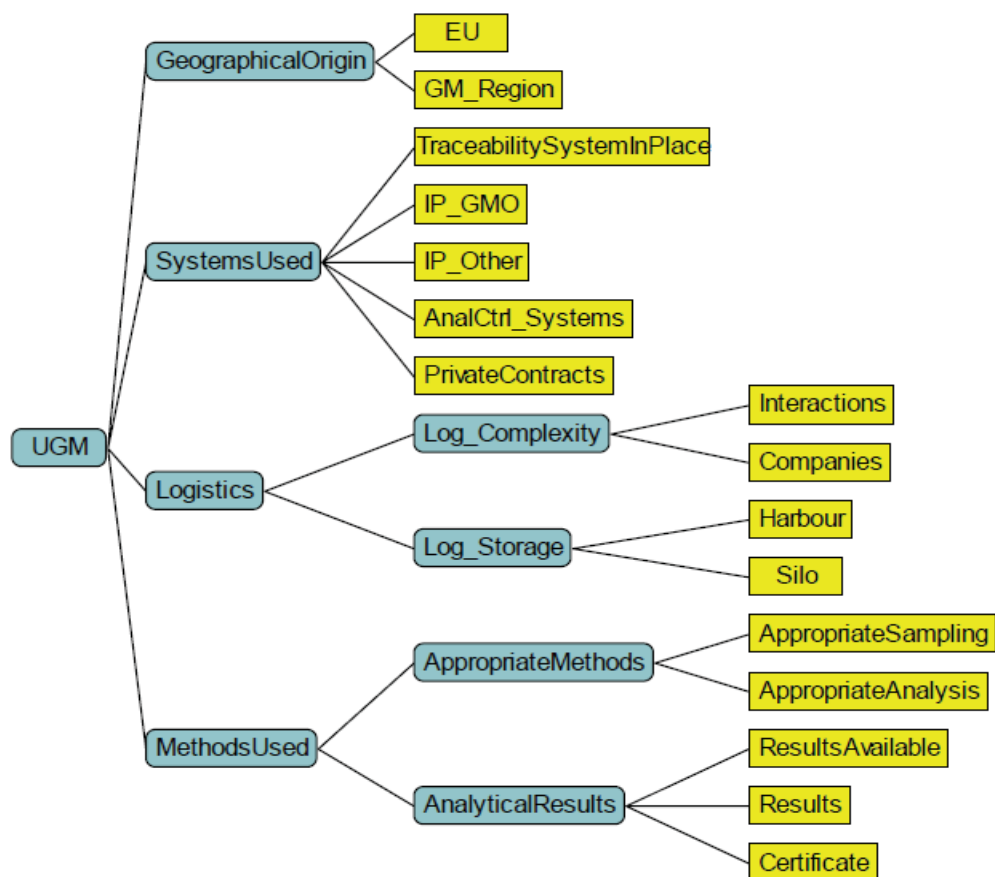 EU
GeographicalOrigin
GM_Region
TraceabilitySystemInPlace
IP_GMO
SystemsUsed
IP_Other
AnalCtrl_Systems
PrivateContracts
Interactions
Log_Complexity
UGM
Companies
Logistics
Harbour
Log_Storage
Silo
AppropriateSampling
AppropriateMethods
AppropriateAnalysis
MethodsUsed
ResultsAvailable
AnalyticalResults
Results
Certificate